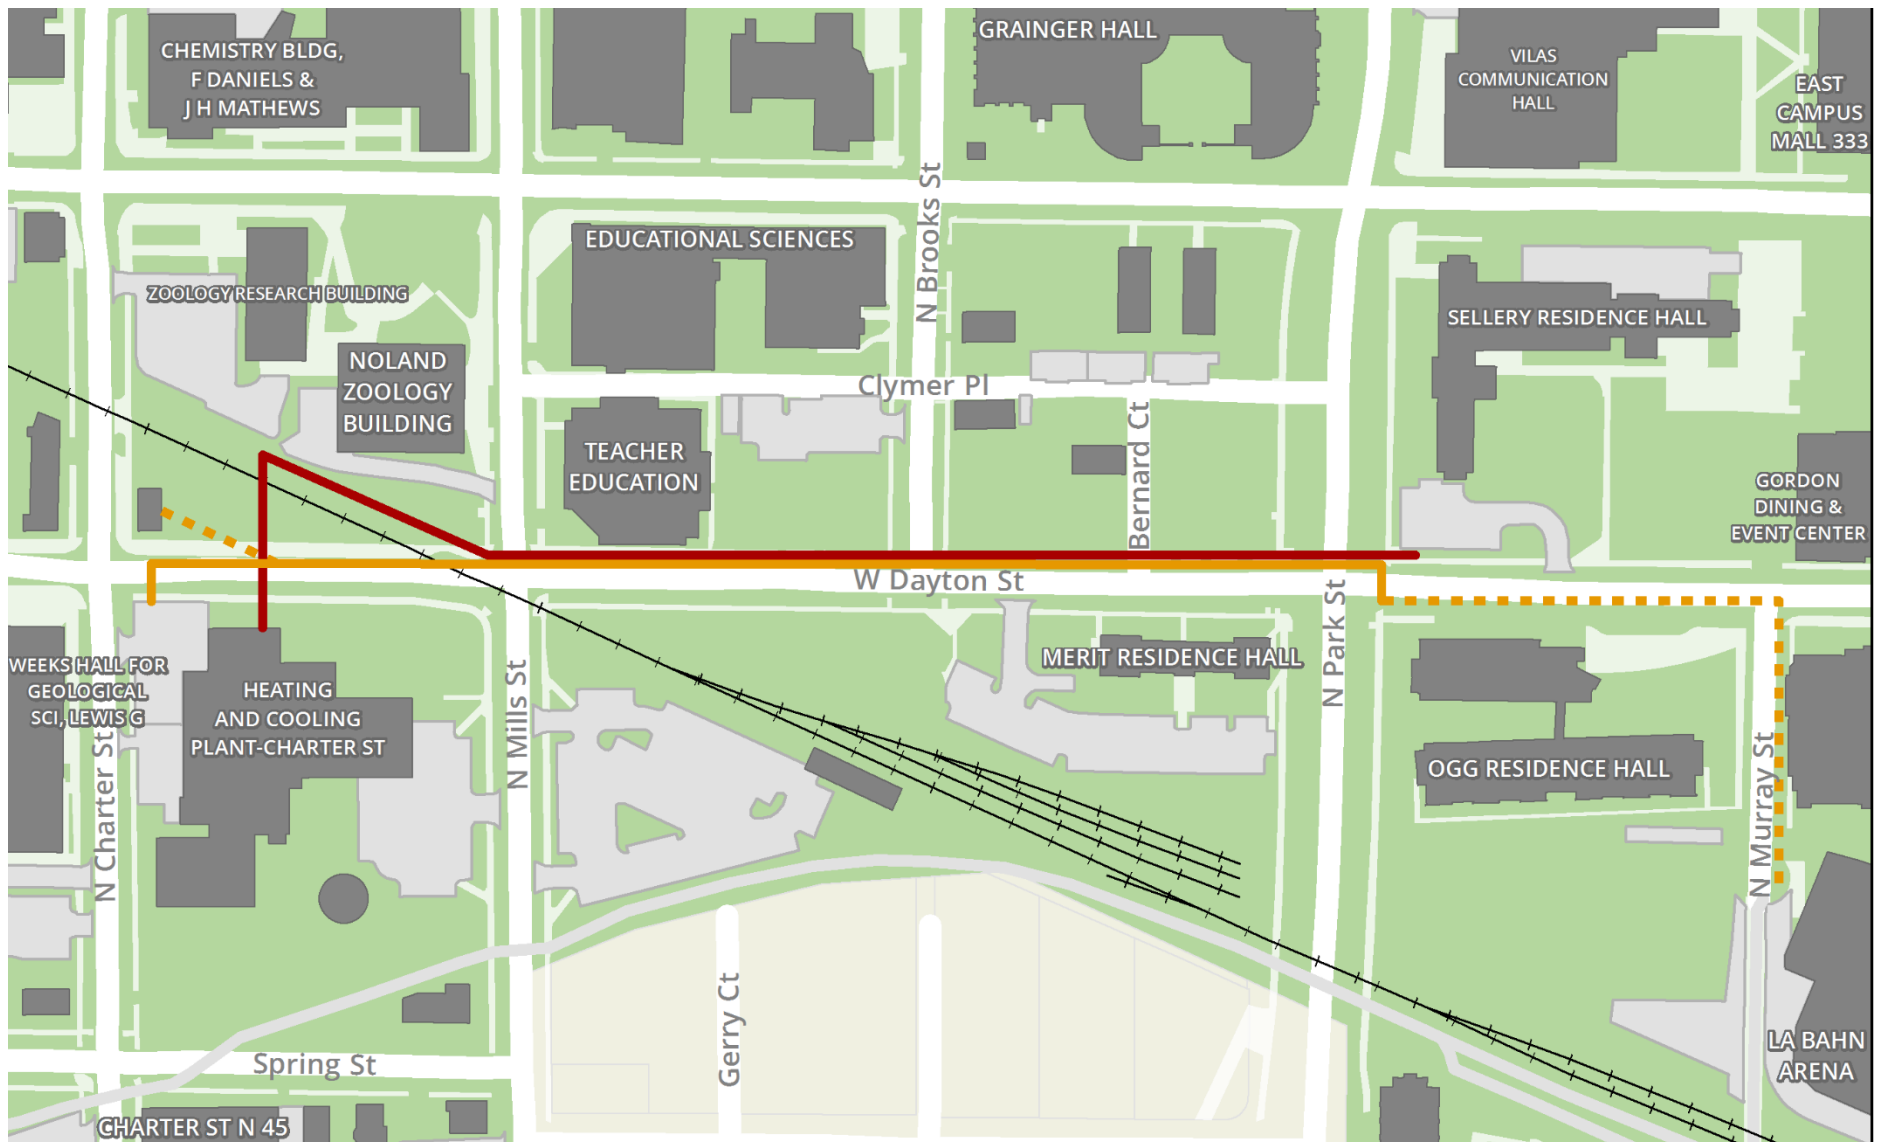 CHEMISTRY BLDG,
F DANIELS &
J H MATHEWS
GRAINGER HALL
VILAS
COMMUNICATION
HALL
EAST
CAMPUS
MALL 333
N Brooks St
EDUCATIONAL SCIENCES
ZOOLOGY RESEARCH BUILDING
SELLERY RESIDENCE HALL
NOLAND
ZOOLOGY
BUILDING
Clymer Pl
Bernard Ct
TEACHER
EDUCATION
GORDON
DINING &
EVENT CENTER
W Dayton St
N Park St
MERIT RESIDENCE HALL
WEEKS HALL FOR
GEOLOGICAL
SCI, LEWIS G
HEATING
AND COOLING
PLANT-CHARTER ST
N Mills St
N Charter St
OGG RESIDENCE HALL
N Murray St
Gerry Ct
Spring St
LA BAHN
ARENA
CHARTER ST N 45